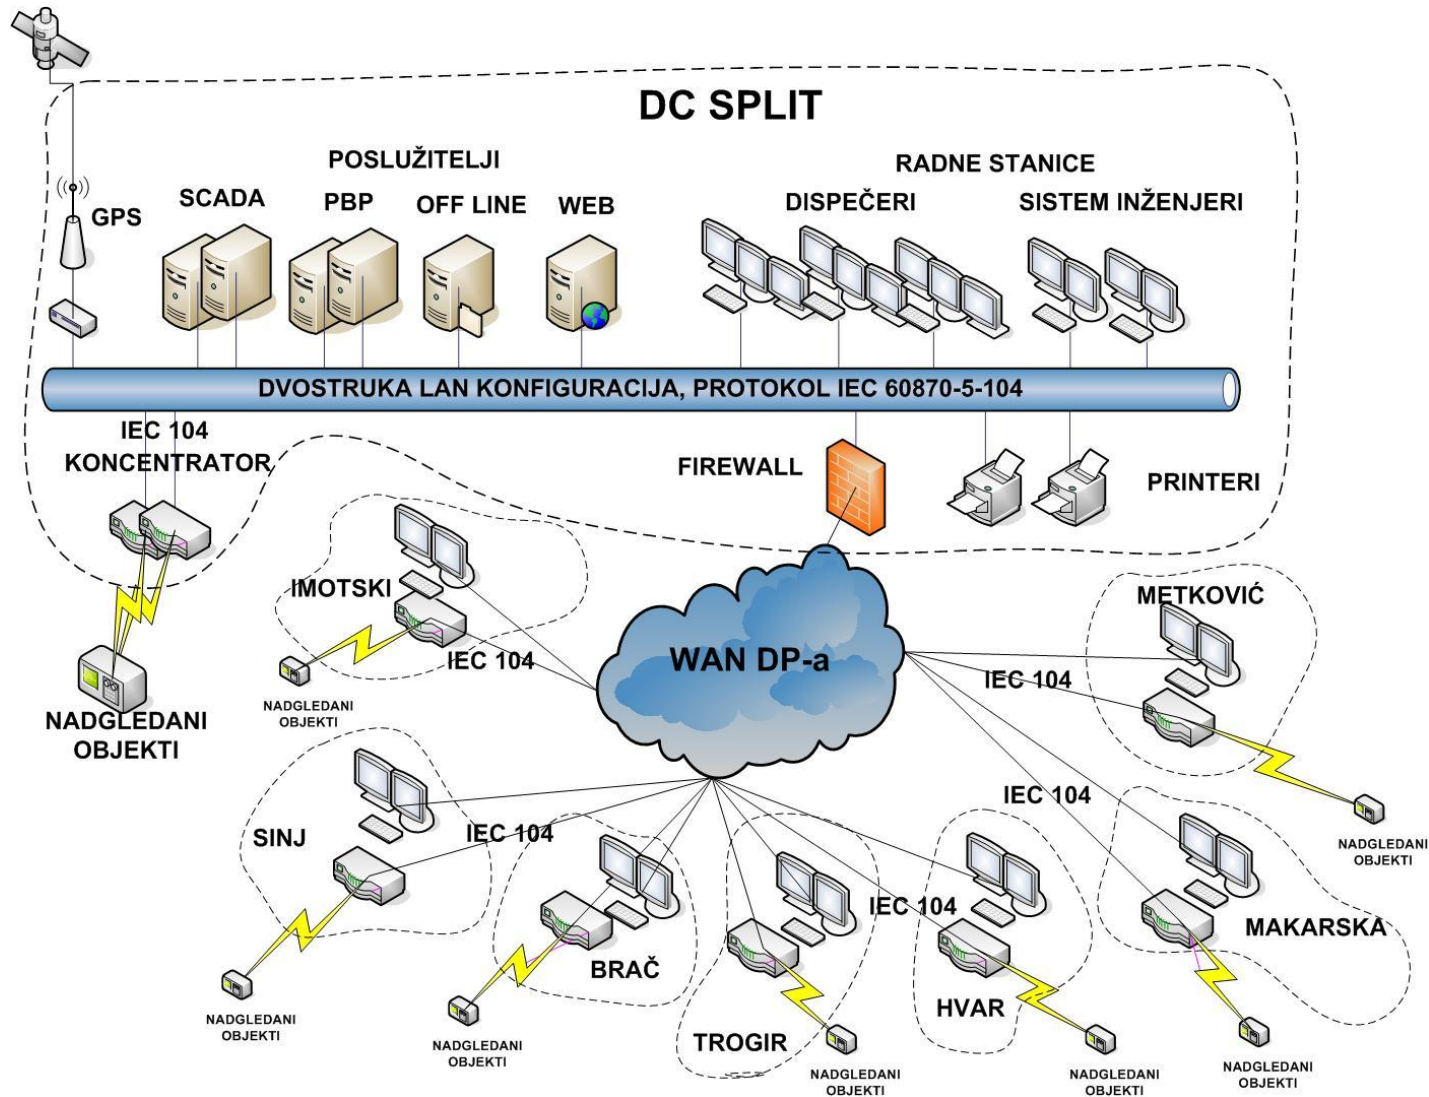 DC SPLIT
POSLUŽITELJI
RADNE STANICE
GPS
SCADA
PBP
OFF LINE
WEB
DISPEČERI
SISTEM INŽENJERI
DVOSTRUKA LAN KONFIGURACIJA, PROTOKOL IEC 60870-5-104
IEC 104
KONCENTRATOR
FIREWALL
PRINTERI
NADGLEDANI
OBJEKTI
IMOTSKI
IEC 104
NADGLEDANI
OBJEKTI
WAN DP-a
METKOVIĆ
IEC 104
NADGLEDANI
OBJEKTI
SINJ
IEC 104
NADGLEDANI
OBJEKTI
BRAČ
NADGLEDANI
OBJEKTI
TROGIR
NADGLEDANI
OBJEKTI
IEC 104
HVAR
NADGLEDANI
OBJEKTI
IEC 104
MAKARSKA
NADGLEDANI
OBJEKTI